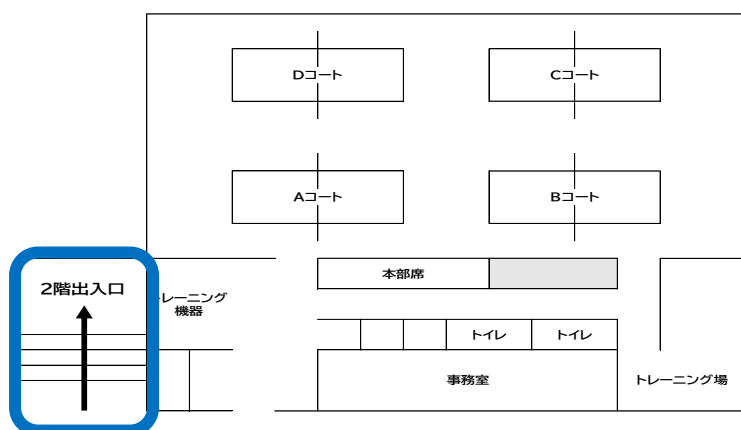 Dコート
Cコート
Aコート
Bコート
本部席
2階出入口
レーニング
機器
トイレ
トイレ
事務室
トレーニング場